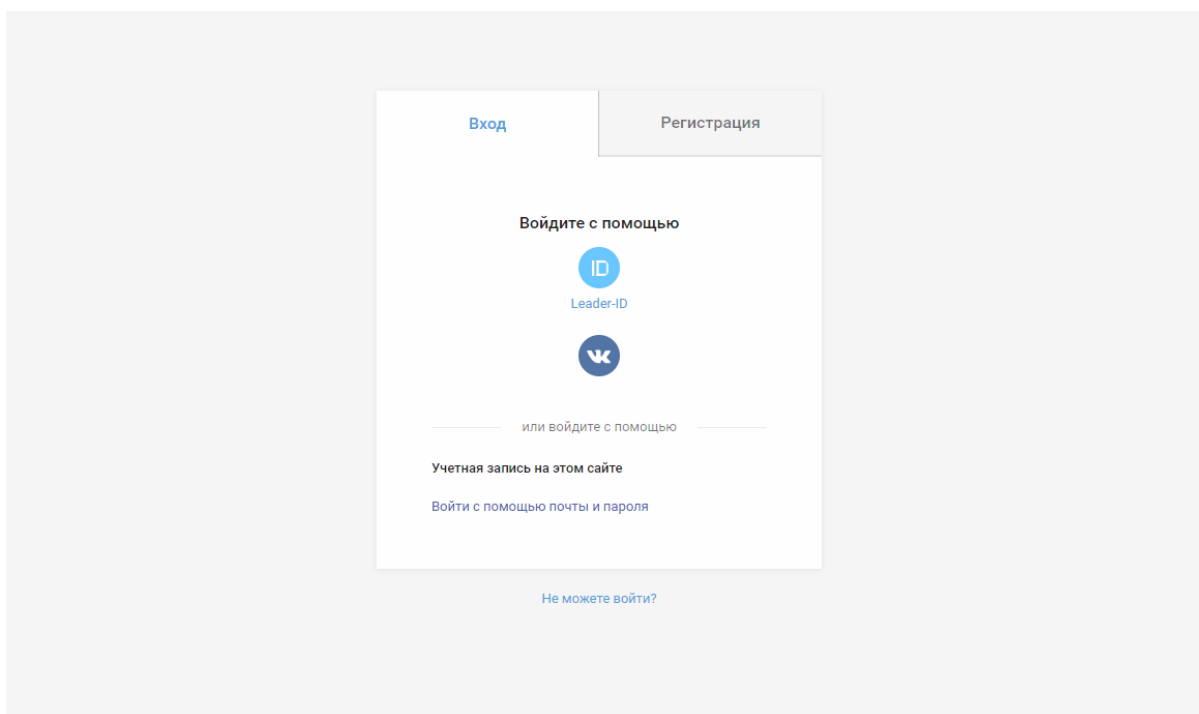 Вход
Регистрация
Войдите с помощью
ID
Leader-ID
или войдите с помощью
Учетная запись на этом сайте
Войти с помощью почты и пароля
Не можете войти?